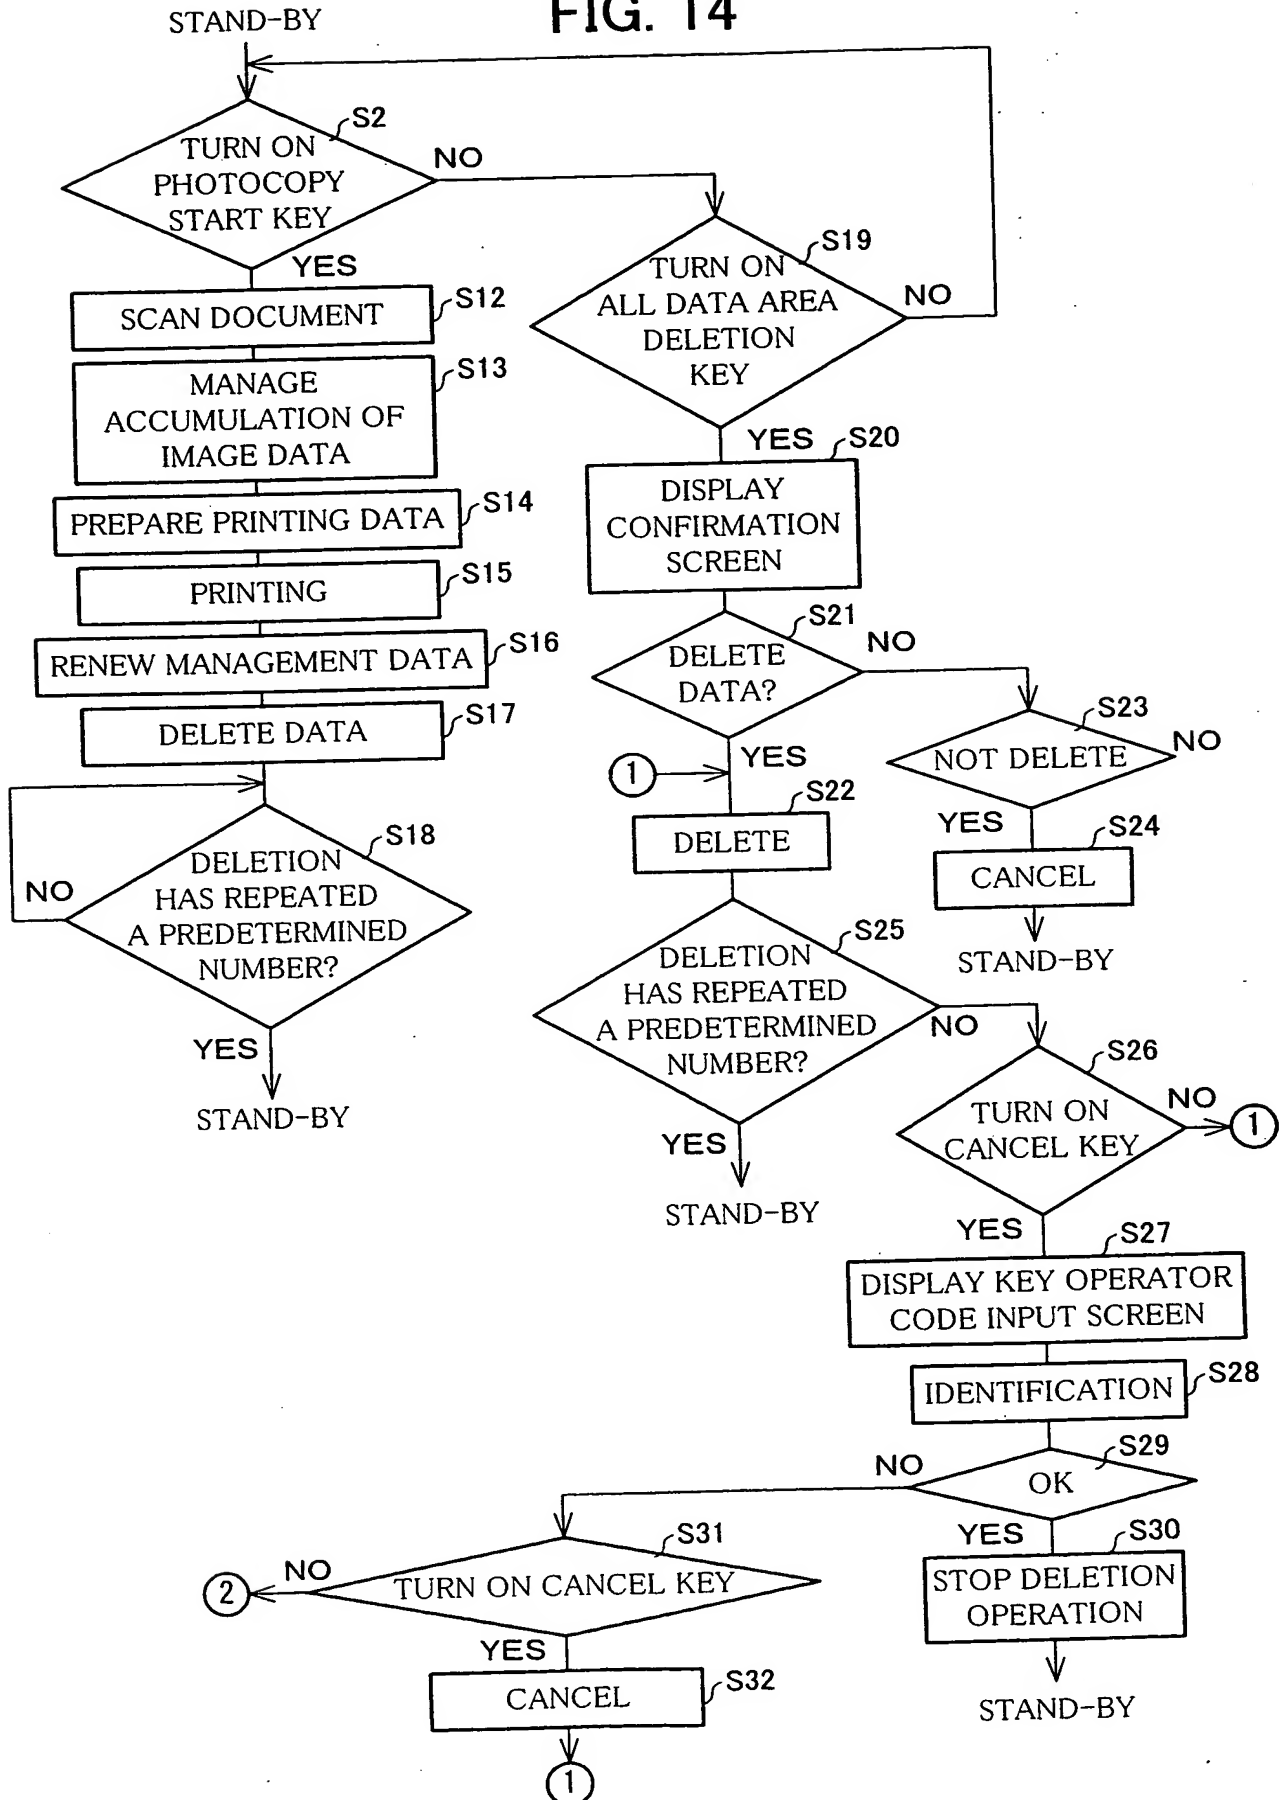 FIG. 14
STAND-BY
S2
TURN ON
PHOTOCOPY
START KEY
NO
YES
S12
SCAN DOCUMENT
S13
MANAGE
ACCUMULATION OF
IMAGE DATA
S14
PREPARE PRINTING DATA
S15
PRINTING
S16
RENEW MANAGEMENT DATA
S17
DELETE DATA
S18
DELETION
HAS REPEATED
A PREDETERMINED
NUMBER?
NO
YES
STAND-BY
S19
TURN ON
ALL DATA AREA
DELETION
KEY
NO
YES
S20
DISPLAY
CONFIRMATION
SCREEN
S21
DELETE
DATA?
NO
YES
1
S22
DELETE
S23
NOT DELETE
NO
YES
S24
CANCEL
STAND-BY
S25
DELETION
HAS REPEATED
A PREDETERMINED
NUMBER?
NO
YES
STAND-BY
S26
TURN ON
CANCEL KEY
NO
1
YES
S27
DISPLAY KEY OPERATOR
CODE INPUT SCREEN
S28
IDENTIFICATION
S29
OK
NO
YES
S30
STOP DELETION
OPERATION
STAND-BY
S31
TURN ON CANCEL KEY
NO
2
YES
S32
CANCEL
1